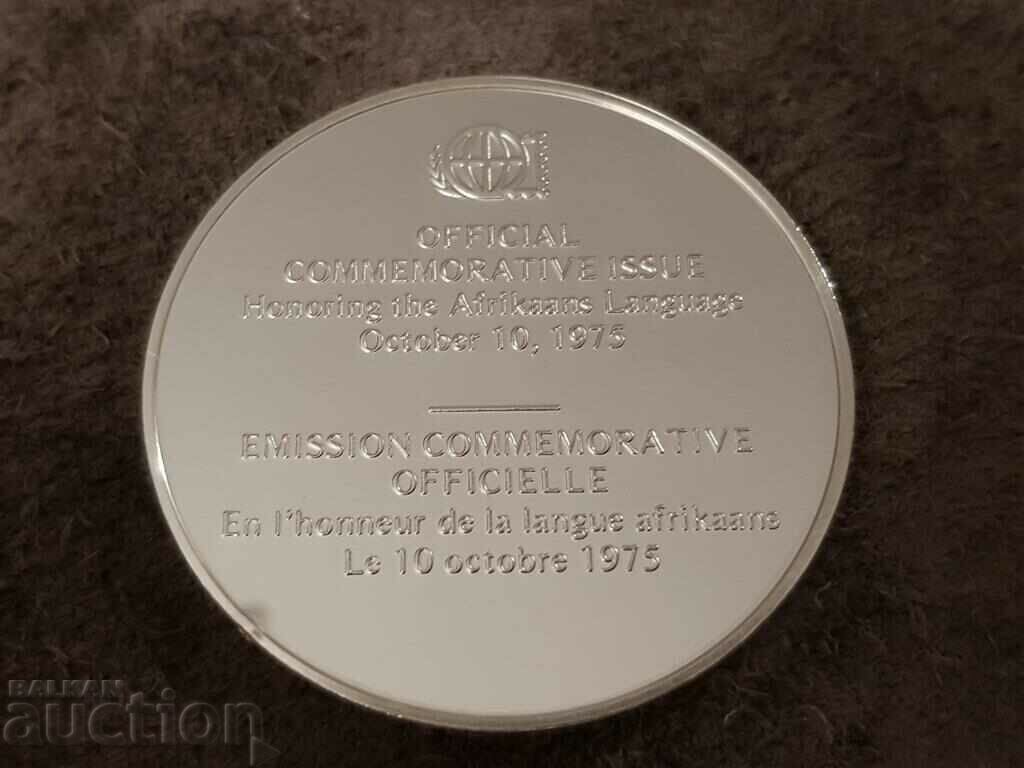 OFFICIAL
COMMEMORATIVE ISSUE
Honoring the Afrikaans Language
October 10, 1975
EMISSION COMMEMORATIVE
OFFICIELLE
En l'honneur de la langue afrikaans
Le 10 octobre 1975
BALKAN
auction